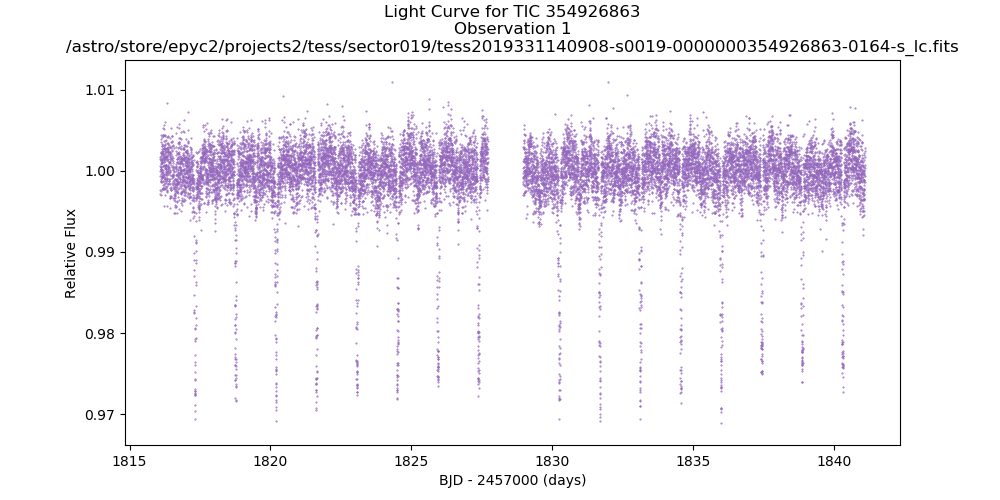 Light Curve for TIC 354926863
Observation 1
/astro/store/epyc2/projects2/tess/sector019/tess2019331140908-s0019-0000000354926863-0164-s_lc.fits
1.01
1.00
0.99
0.98
0.97
Relative Flux
1815 1820 1825 1830 1835 1840
BJD - 2457000 (days)